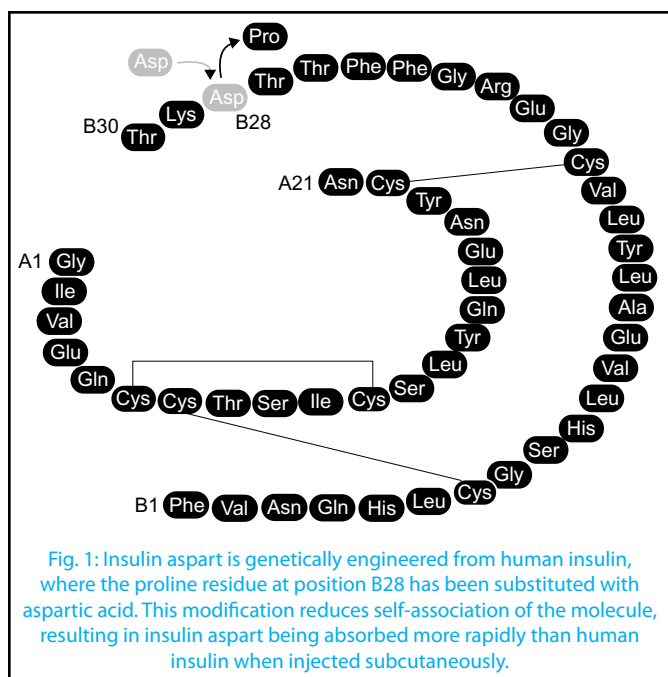 Pro
Asp
Thr Thr Phe Phe Gly Arg Glu Gly Cys Val Leu Tyr Leu Ala Glu Val Leu His Ser Gly Cys Leu His Gln Asn Val Phe B1
Asp
B28
Lys
B30 Thr
A21 Asn Cys Tyr Asn Glu Leu Gln Tyr Leu Ser Cys Ile Ser Thr Cys Cys Gln Glu Val Ile Gly A1
Fig. 1: Insulin aspart is genetically engineered from human insulin,
where the proline residue at position B28 has been substituted with
aspartic acid. This modification reduces self-association of the molecule,
resulting in insulin aspart being absorbed more rapidly than human
insulin when injected subcutaneously.